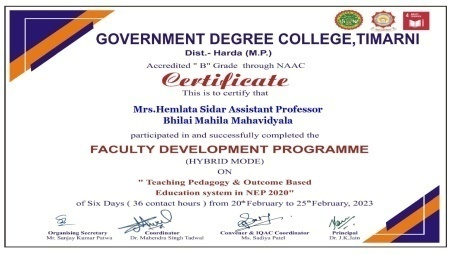 GOVERNMENT DEGREE COLLEGE,TIMARNI
Dist.- Harda (M.P.)
Accredited " B" Grade through NAAC
Certificate
This is to certify that
Mrs.Hemlata Sidar Assistant Professor
Bhilai Mahila Mahavidyala
participated in and successfully completed the
FACULTY DEVELOPMENT PROGRAMME
(HYBRID MODE)
ON
" Teaching Pedagogy & Outcome Based
Education system in NEP 2020"
of Six Days ( 36 contact hours ) from 20th February to 25th February, 2023
Organising Secretary Coordinator Convener & IQAC Coordinator Principal
Mr. Sanjay Kumar Patwa Dr. Mahendra Singh Tadwal Ms. Sadiya Patel Dr. J.K.Jain